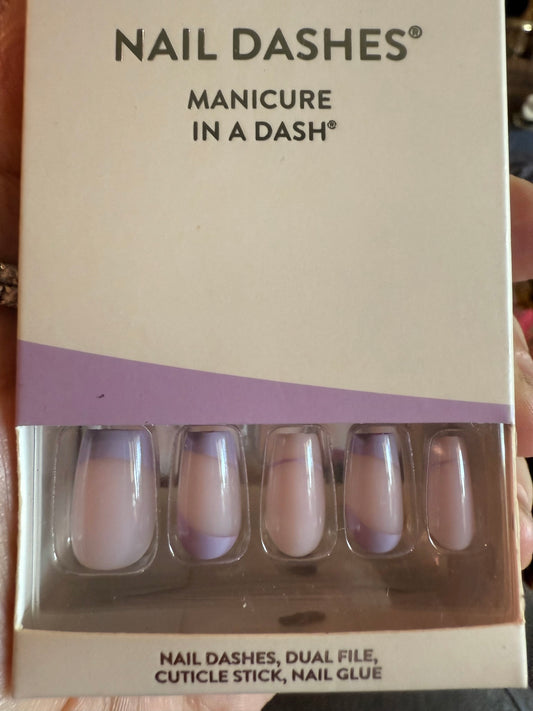 NAIL DASHES®
MANICURE
IN A DASH®
NAIL DASHES, DUAL FILE,
CUTICLE STICK, NAIL GLUE